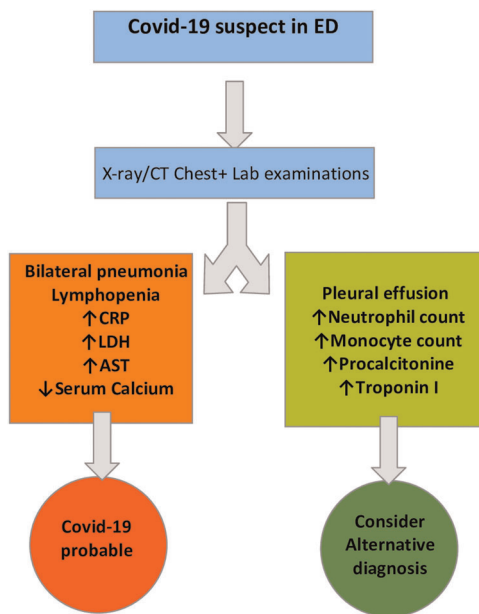 Covid-19 suspect in ED
X-ray/CT Chest+ Lab examinations
Bilateral pneumonia
Lymphopenia
↑CRP
↑LDH
↑AST
↓Serum Calcium
Pleural effusion
↑Neutrophil count
↑Monocyte count
↑Procalcitonine
↑Troponin I
Covid-19
probable
Consider
Alternative
diagnosis